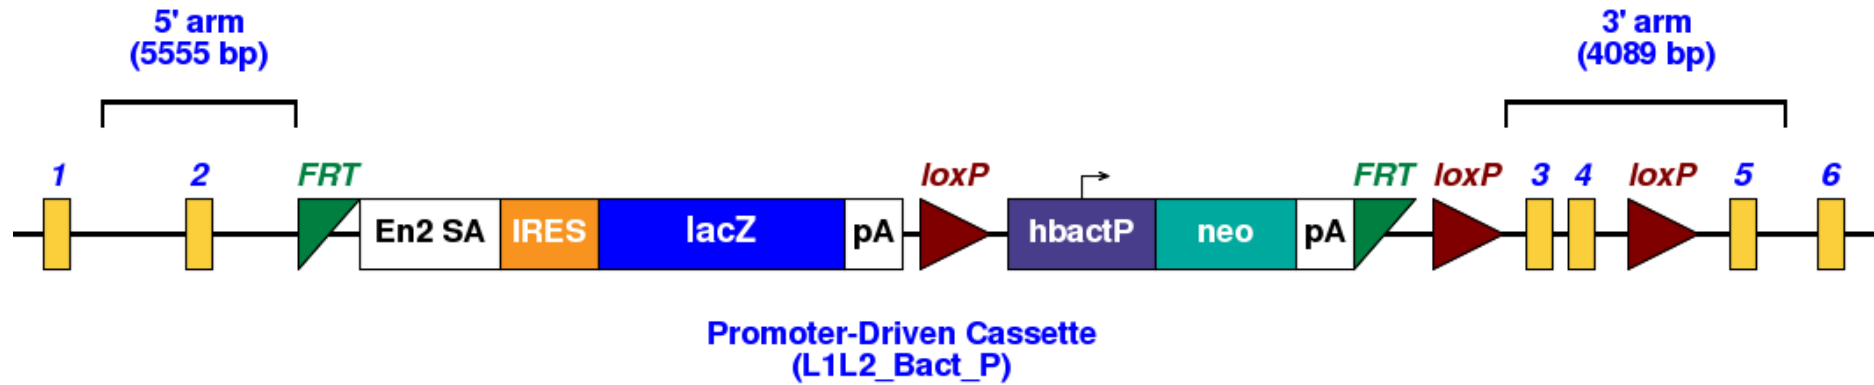 5' arm
(5555 bp)
3' arm
(4089 bp)
1 2 FRT loxP FRT loxP 3 4 loxP 5 6
En2 SA IRES lacZ pA hbactP neo pA
Promoter-Driven Cassette
(L1L2_Bact_P)